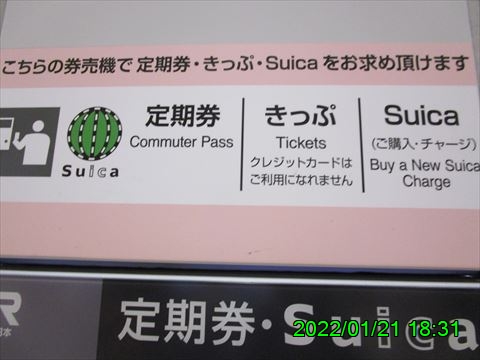 こちらの券売機で 定期券・きっぷ・Suica をお求め頂けます
Suica
定期券
Commuter Pass
きっぷ
Tickets
クレジットカードは
ご利用になれません
Suica
(ご購入・チャージ)
Buy a New Suica
Charge
定期券・Suica
2022/01/21 18:31